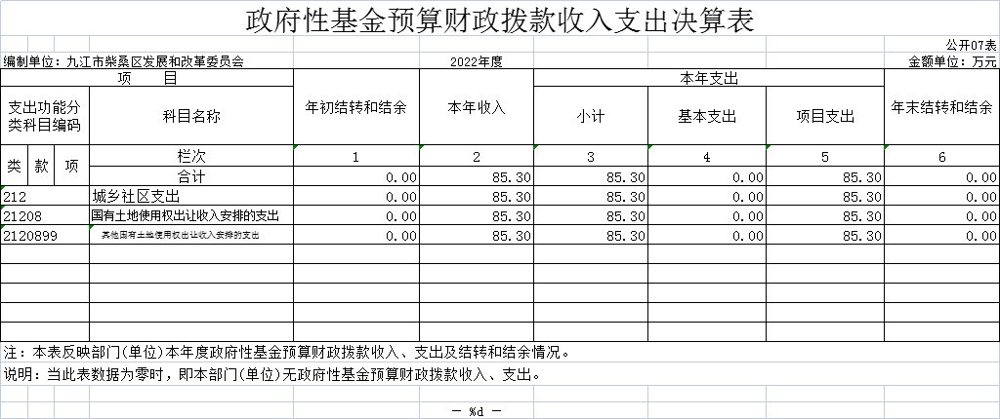 政府性基金预算财政拨款收入支出决算表
公开07表
编制单位：九江市柴桑区发展和改革委员会 2022年度 金额单位：万元
项 目 年初结转和结余 本年收入 本年支出 年末结转和结余
支出功能分类科目编码 科目名称 小计 基本支出 项目支出
类 款 项 栏次 1 2 3 4 5 6
合计 0.00 85.30 85.30 0.00 85.30 0.00
212 城乡社区支出 0.00 85.30 85.30 0.00 85.30 0.00
21208 国有土地使用权出让收入安排的支出 0.00 85.30 85.30 0.00 85.30 0.00
2120899 其他国有土地使用权出让收入安排的支出 0.00 85.30 85.30 0.00 85.30 0.00
注：本表反映部门(单位)本年度政府性基金预算财政拨款收入、支出及结转和结余情况。
说明：当此表数据为零时，即本部门(单位)无政府性基金预算财政拨款收入、支出。
— %d —